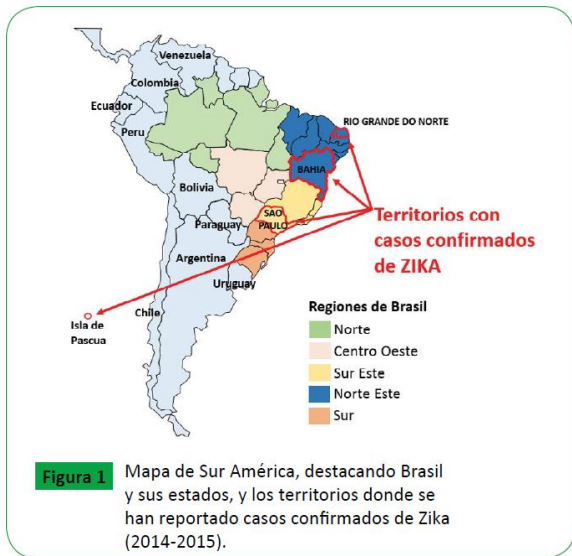 Venezuela
Colombia
Ecuador
Peru
RIO GRANDE DO NORTE
BAHIA
Bolivia
SAO
PAULO
Paraguay
Territorios con
casos confirmados
de ZIKA
Argentina
Uruguay
Chile
Isla de
Pascua
Regiones de Brasil
Norte
Centro Oeste
Sur Este
Norte Este
Sur
Figura 1
Mapa de Sur América, destacando Brasil
y sus estados, y los territorios donde se
han reportado casos confirmados de Zika
(2014-2015).